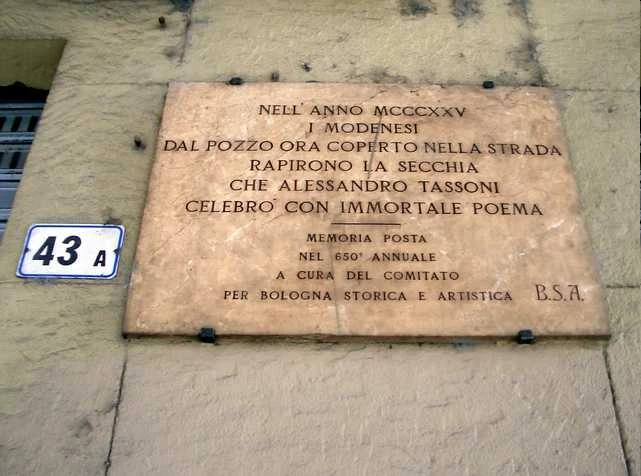 NELL'ANNO MCCCXXV
I MODENESI
DAL POZZO ORA COPERTO NELLA STRADA
RAPIRONO LA SECCHIA
CHE ALESSANDRO TASSONI
CELEBRO' CON IMMORTALE POEMA
MEMORIA POSTA
NEL 650° ANNUALE
A CURA DEL COMITATO
PER BOLOGNA STORICA E ARTISTICA B.S.A.
43 A